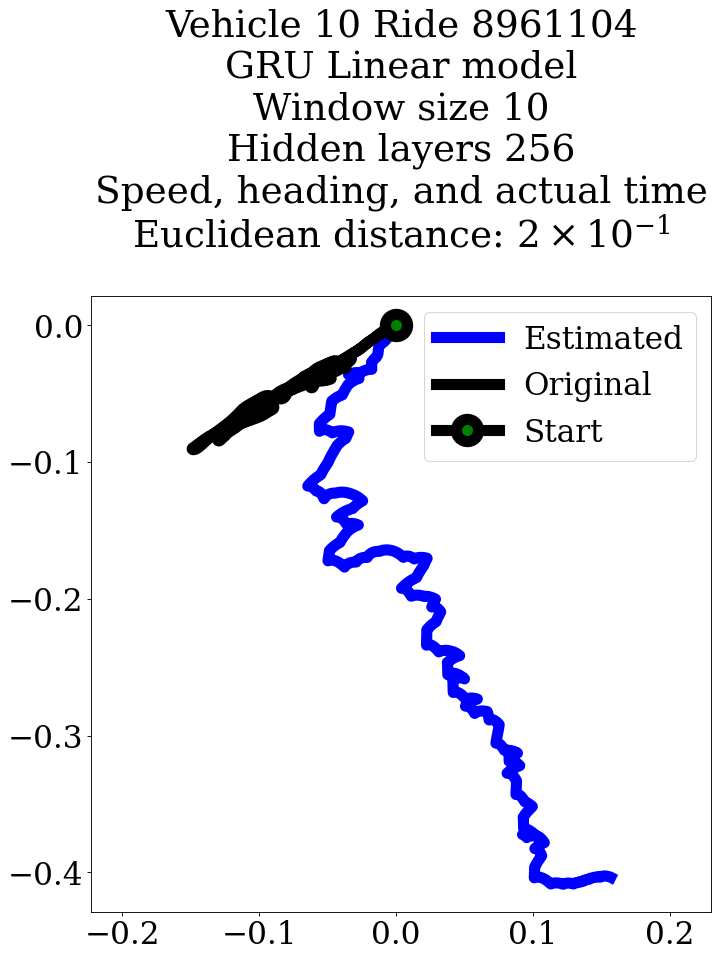 Vehicle 10 Ride 8961104
GRU Linear model
Window size 10
Hidden layers 256
Speed, heading, and actual time
Euclidean distance: 2 × 10⁻¹
Estimated
Original
Start
0.0
−0.1
−0.2
−0.3
−0.4
−0.2 −0.1 0.0 0.1 0.2